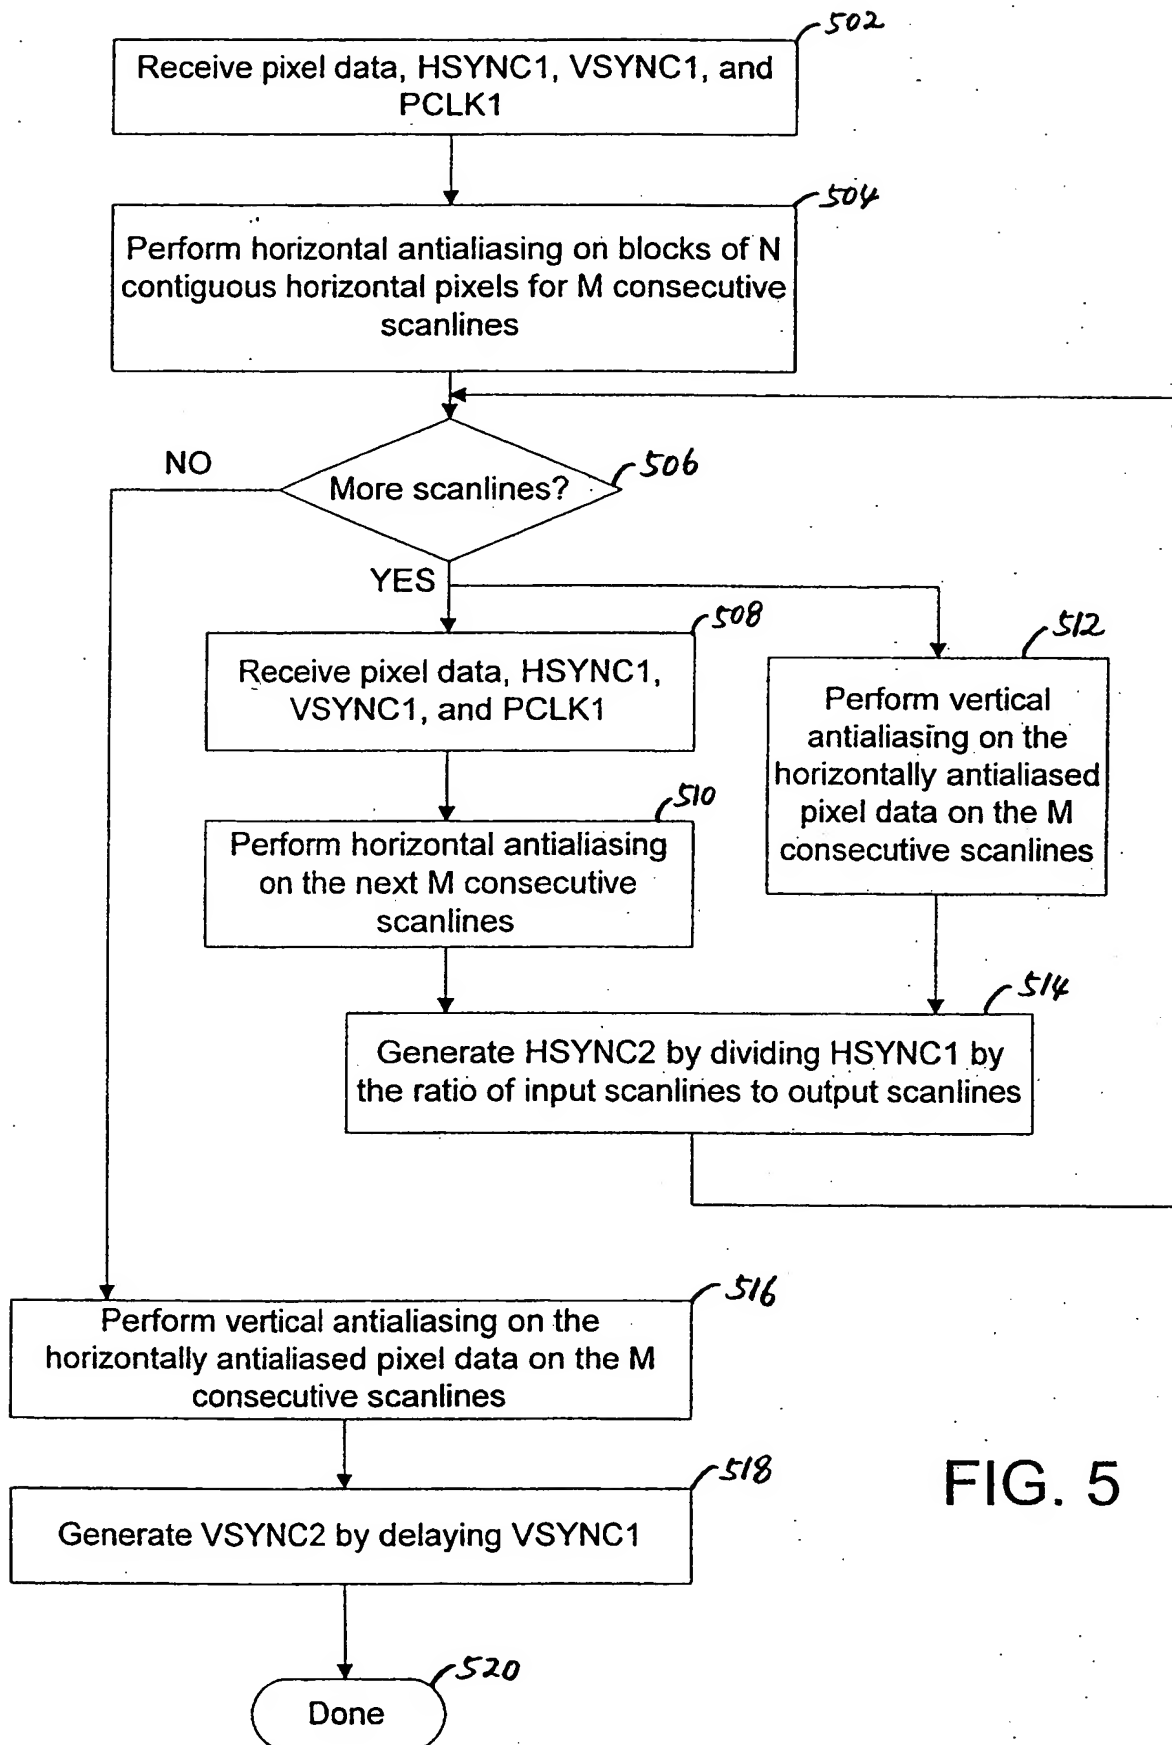 502
Receive pixel data, HSYNC1, VSYNC1, and
PCLK1
504
Perform horizontal antialiasing on blocks of N
contiguous horizontal pixels for M consecutive
scanlines
NO
More scanlines?
506
YES
508
Receive pixel data, HSYNC1,
VSYNC1, and PCLK1
510
Perform horizontal antialiasing
on the next M consecutive
scanlines
512
Perform vertical
antialiasing on the
horizontally antialiased
pixel data on the M
consecutive scanlines
514
Generate HSYNC2 by dividing HSYNC1 by
the ratio of input scanlines to output scanlines
516
Perform vertical antialiasing on the
horizontally antialiased pixel data on the M
consecutive scanlines
518
Generate VSYNC2 by delaying VSYNC1
520
Done
FIG. 5